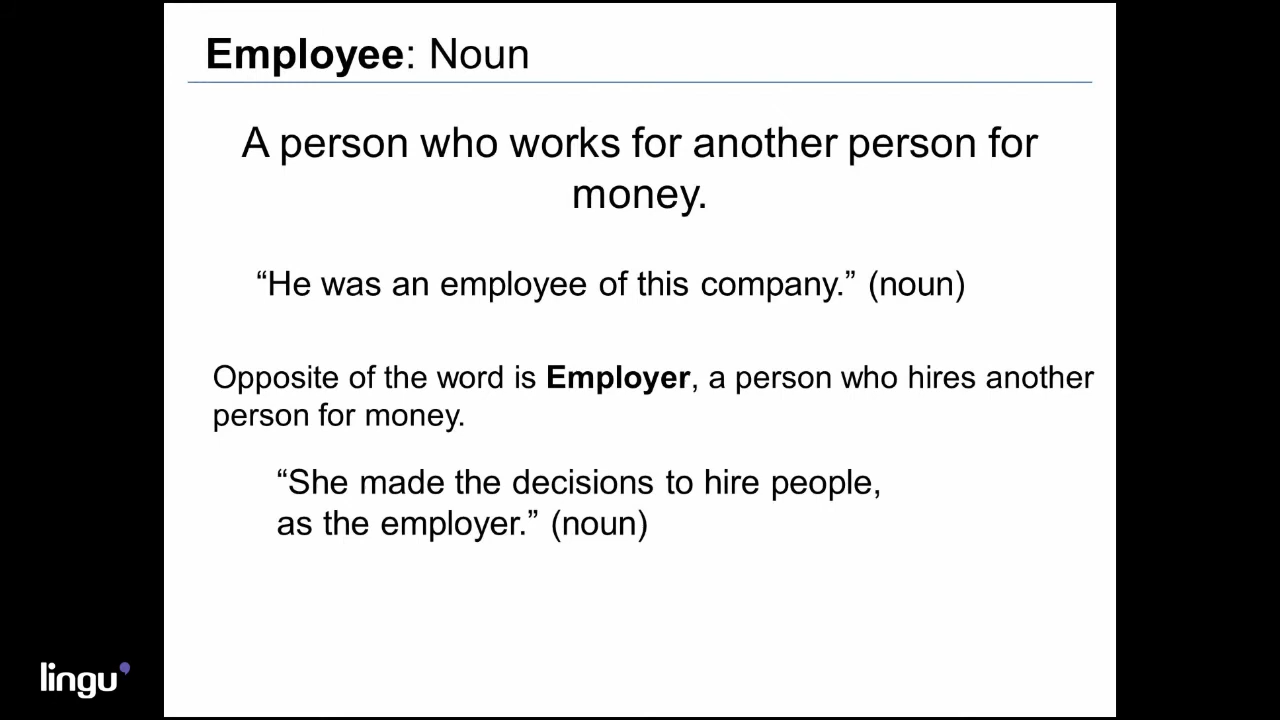 Employee: Noun
A person who works for another person for
money.
“He was an employee of this company.” (noun)
Opposite of the word is Employer, a person who hires another
person for money.
“She made the decisions to hire people,
as the employer.” (noun)
lingu